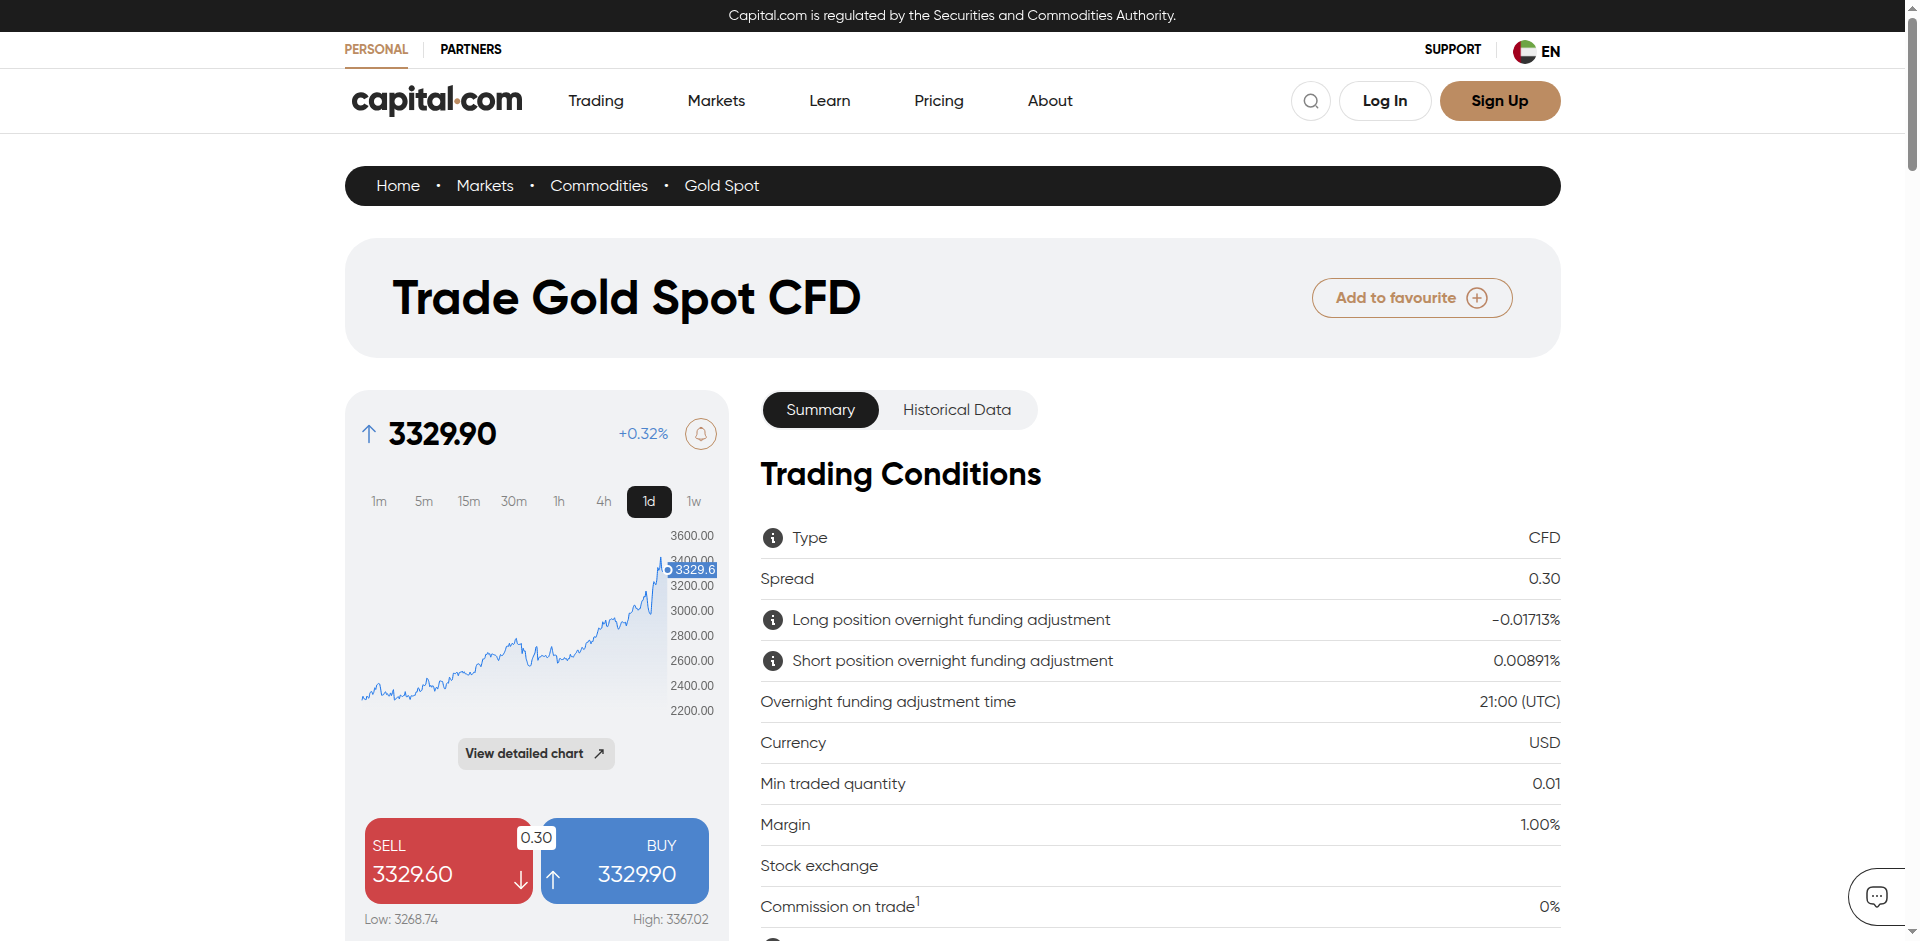 Capital.com is regulated by the Securities and Commodities Authority.
PERSONAL
PARTNERS
SUPPORT
EN
capital.com
Trading
Markets
Learn
Pricing
About
Log In
Sign Up
Home • Markets • Commodities • Gold Spot
Trade Gold Spot CFD
Add to favourite
3329.90
+0.32%
1m
5m
15m
30m
1h
4h
1d
1w
3600.00
3400.00
3329.6
3200.00
3000.00
2800.00
2600.00
2400.00
2200.00
View detailed chart
SELL
3329.60
0.30
BUY
3329.90
Low: 3268.74
High: 3367.02
Summary
Historical Data
Trading Conditions
Type CFD
Spread 0.30
Long position overnight funding adjustment -0.01713%
Short position overnight funding adjustment 0.00891%
Overnight funding adjustment time 21:00 (UTC)
Currency USD
Min traded quantity 0.01
Margin 1.00%
Stock exchange
Commission on trade1 0%